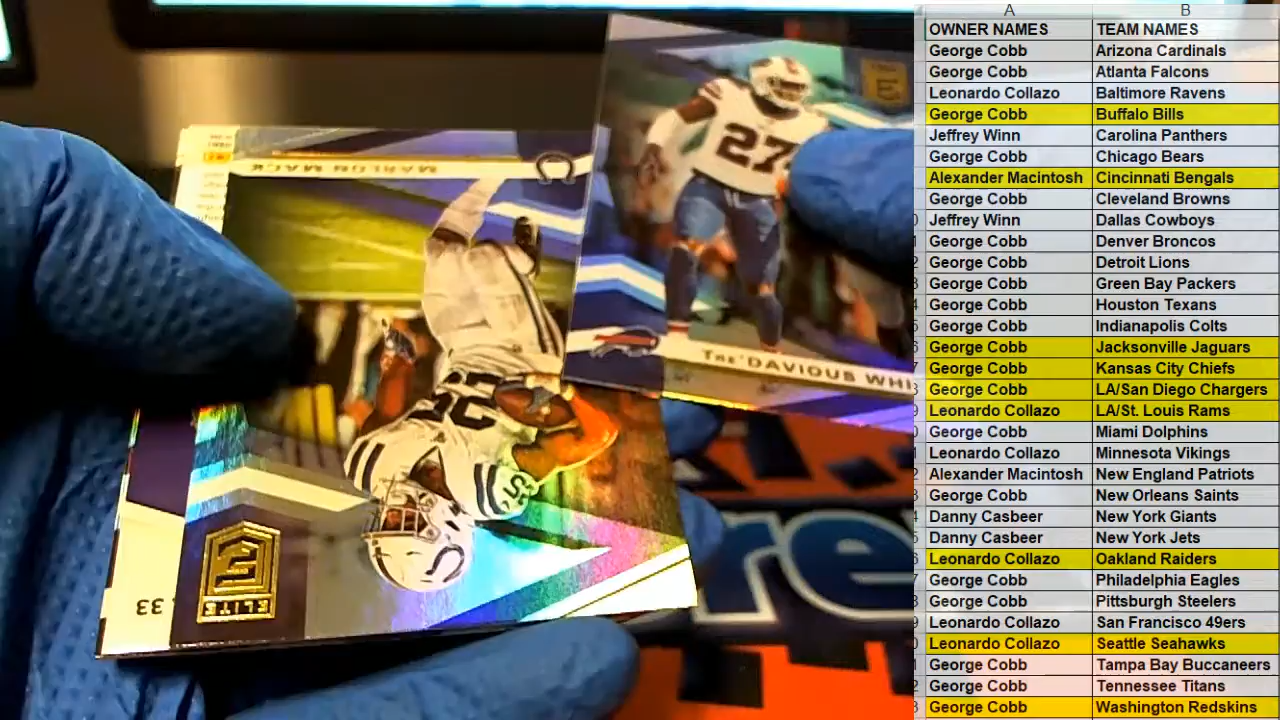 MARLON MACK
27
THE'DAVIOUS WHI
25
ELITE
33
re
A B
OWNER NAMES TEAM NAMES
George Cobb Arizona Cardinals
George Cobb Atlanta Falcons
Leonardo Collazo Baltimore Ravens
George Cobb Buffalo Bills
Jeffrey Winn Carolina Panthers
George Cobb Chicago Bears
Alexander Macintosh Cincinnati Bengals
George Cobb Cleveland Browns
Jeffrey Winn Dallas Cowboys
George Cobb Denver Broncos
George Cobb Detroit Lions
George Cobb Green Bay Packers
George Cobb Houston Texans
George Cobb Indianapolis Colts
George Cobb Jacksonville Jaguars
George Cobb Kansas City Chiefs
George Cobb LA/San Diego Chargers
Leonardo Collazo LA/St. Louis Rams
George Cobb Miami Dolphins
Leonardo Collazo Minnesota Vikings
Alexander Macintosh New England Patriots
George Cobb New Orleans Saints
Danny Casbeer New York Giants
Danny Casbeer New York Jets
Leonardo Collazo Oakland Raiders
George Cobb Philadelphia Eagles
George Cobb Pittsburgh Steelers
Leonardo Collazo San Francisco 49ers
Leonardo Collazo Seattle Seahawks
George Cobb Tampa Bay Buccaneers
George Cobb Tennessee Titans
George Cobb Washington Redskins